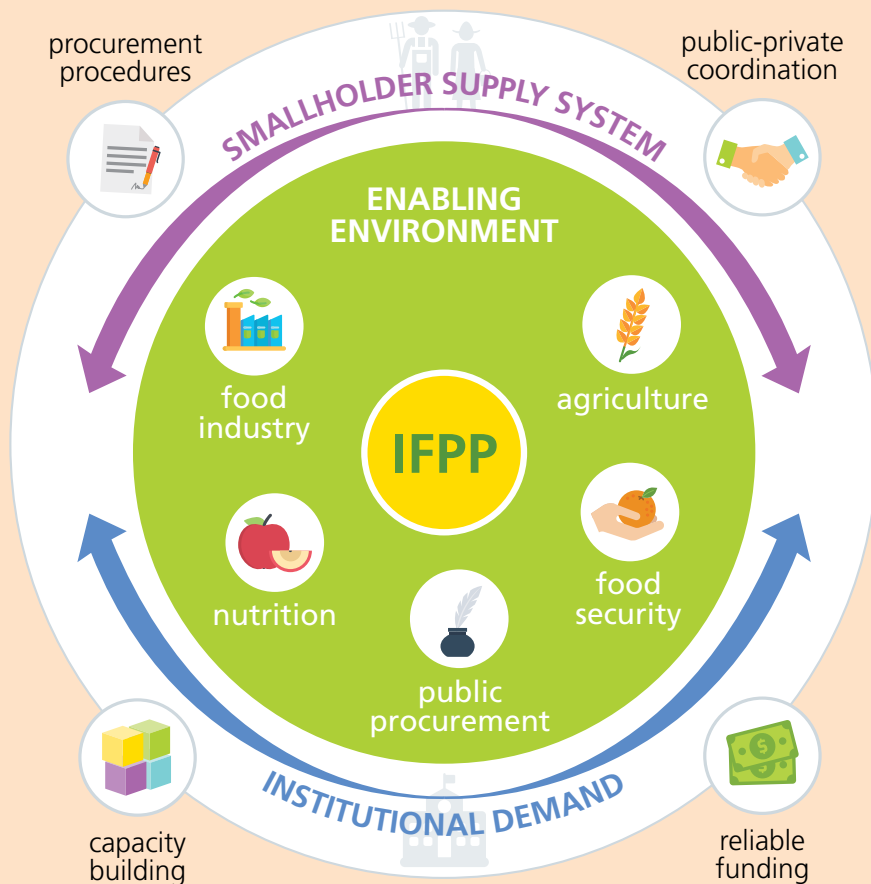 procurement
procedures
public-private
coordination
SMALLHOLDER SUPPLY SYSTEM
ENABLING
ENVIRONMENT
food
industry
agriculture
IFPP
nutrition
food
security
public
procurement
INSTITUTIONAL DEMAND
capacity
building
reliable
funding